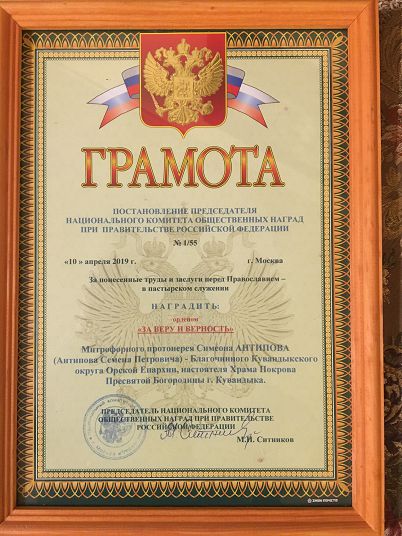 ГРАМОТА
ПОСТАНОВЛЕНИЕ ПРЕДСЕДАТЕЛЯ
НАЦИОНАЛЬНОГО КОМИТЕТА ОБЩЕСТВЕННЫХ НАГРАД
ПРИ ПРАВИТЕЛЬСТВЕ РОССИЙСКОЙ ФЕДЕРАЦИИ
№ 1/55
«10» апреля 2019 г. г. Москва
За понесенные труды и заслуги перед Православием –
в пастырском служении
НАГРАДИТЬ:
орденом
«ЗА ВЕРУ И ВЕРНОСТЬ»
Митрофорного протоиерея Симеона АНТИПОВА
(Антипова Семена Петровича) - Благочинного Кувандыкского
округа Орской Епархии, настоятеля Храма Покрова
Пресвятой Богородицы г. Кувандыка.
ПРЕДСЕДАТЕЛЬ НАЦИОНАЛЬНОГО КОМИТЕТА
ОБЩЕСТВЕННЫХ НАГРАД ПРИ ПРАВИТЕЛЬСТВЕ
РОССИЙСКОЙ ФЕДЕРАЦИИ
М.И. Ситников